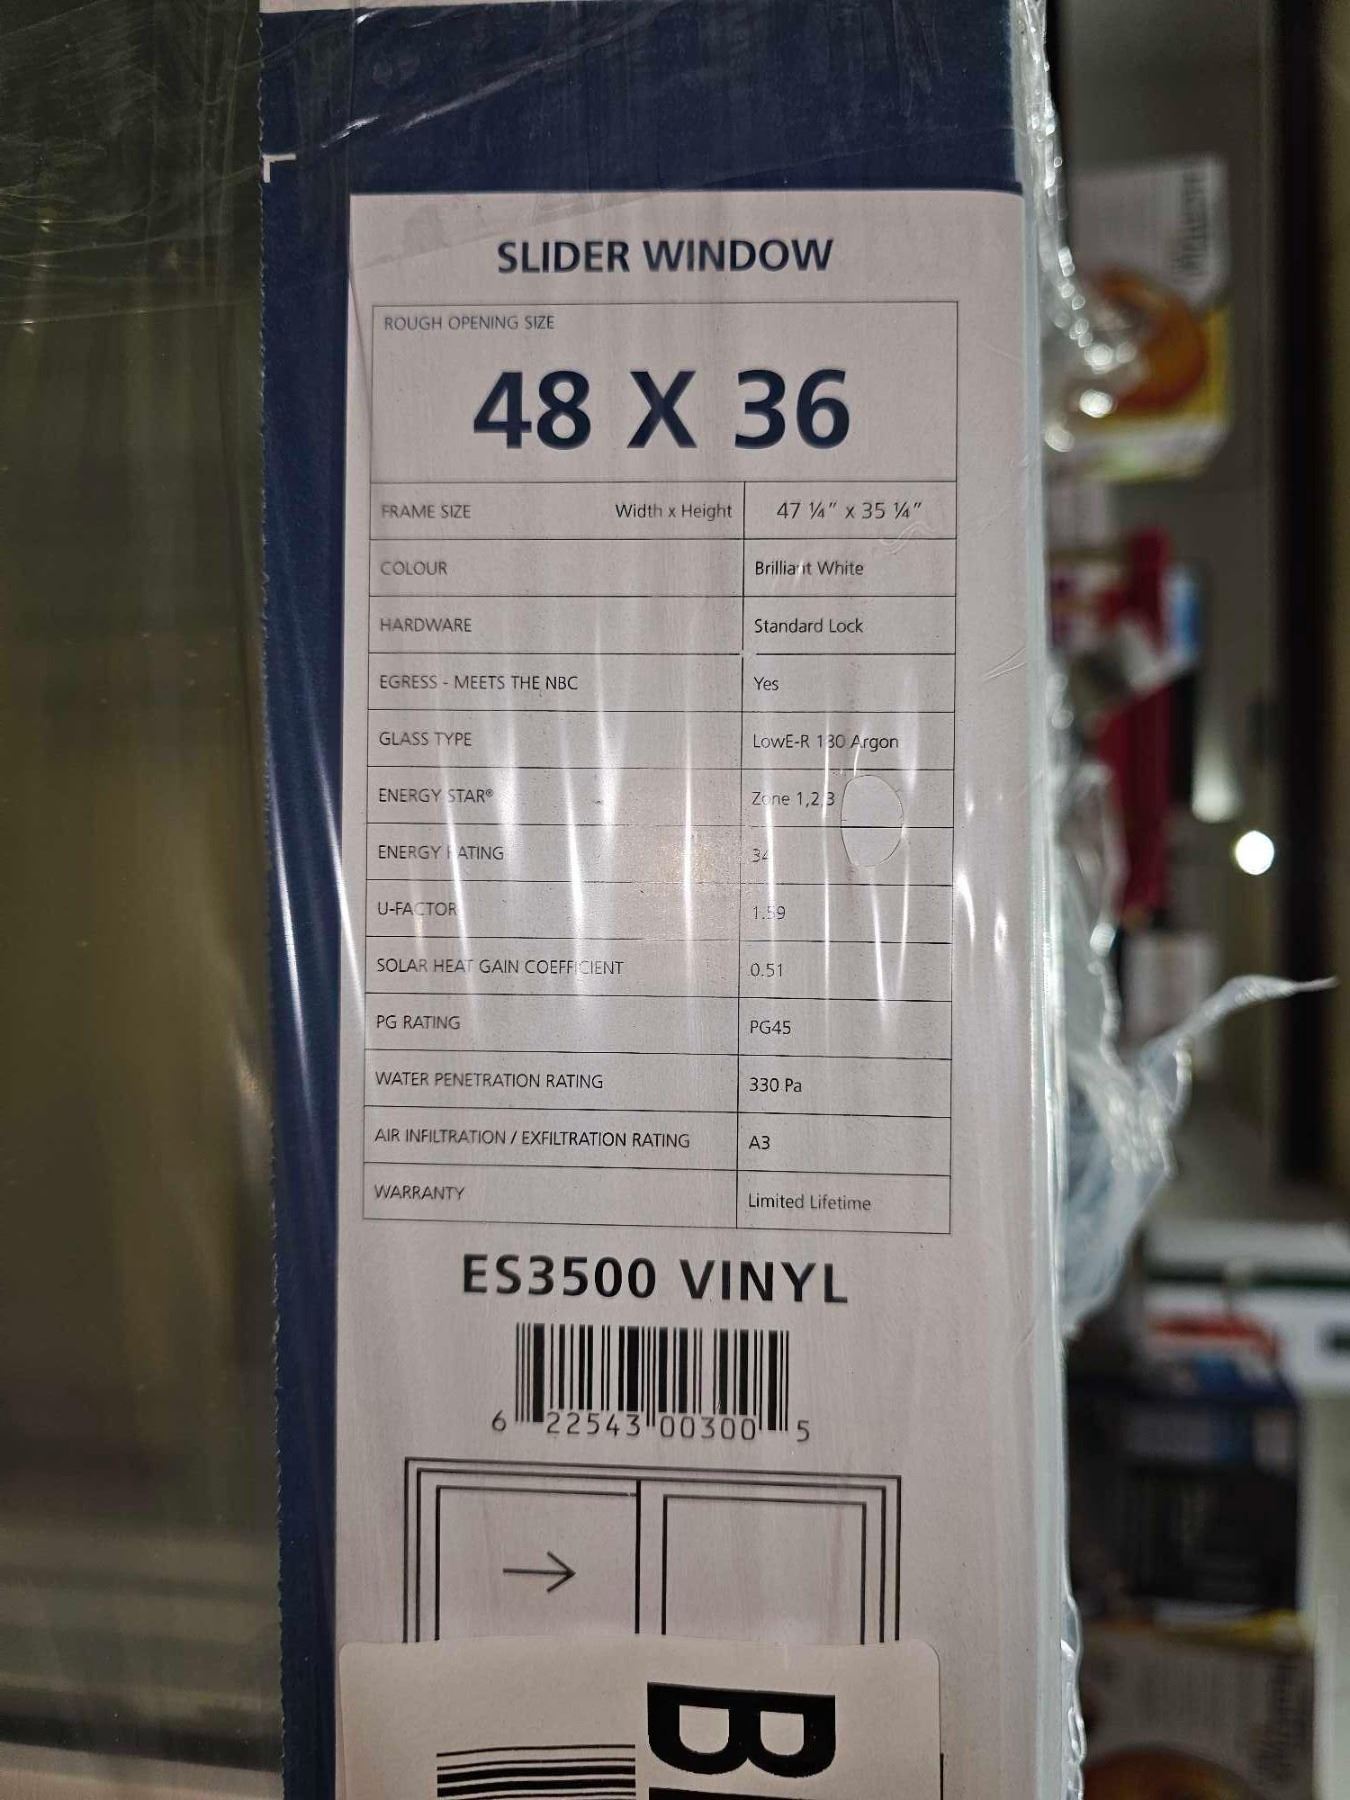 SLIDER WINDOW
ROUGH OPENING SIZE
48 X 36
FRAME SIZE Width x Height 47 ¼" x 35 ¼"
COLOUR Brilliant White
HARDWARE Standard Lock
EGRESS - MEETS THE NBC Yes
GLASS TYPE LowE-R 180 Argon
ENERGY STAR® Zone 1,2,3
ENERGY RATING 34
U-FACTOR 1.59
SOLAR HEAT GAIN COEFFICIENT 0.51
PG RATING PG45
WATER PENETRATION RATING 330 Pa
AIR INFILTRATION / EXFILTRATION RATING A3
WARRANTY Limited Lifetime
ES3500 VINYL
6 22543 00300 5